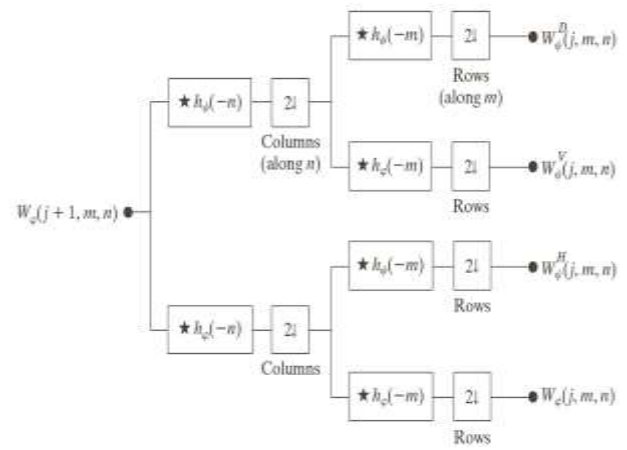 ★ hψ(−m) 2↓ W^D_ψ(j, m, n)
Rows
(along m)
★ hψ(−n) 2↓
Columns
(along n)
★ hφ(−m) 2↓ W^V_ψ(j, m, n)
Rows
Wφ(j + 1, m, n)
★ hψ(−m) 2↓ W^H_ψ(j, m, n)
Rows
★ hφ(−n) 2↓
Columns
★ hφ(−m) 2↓ Wφ(j, m, n)
Rows